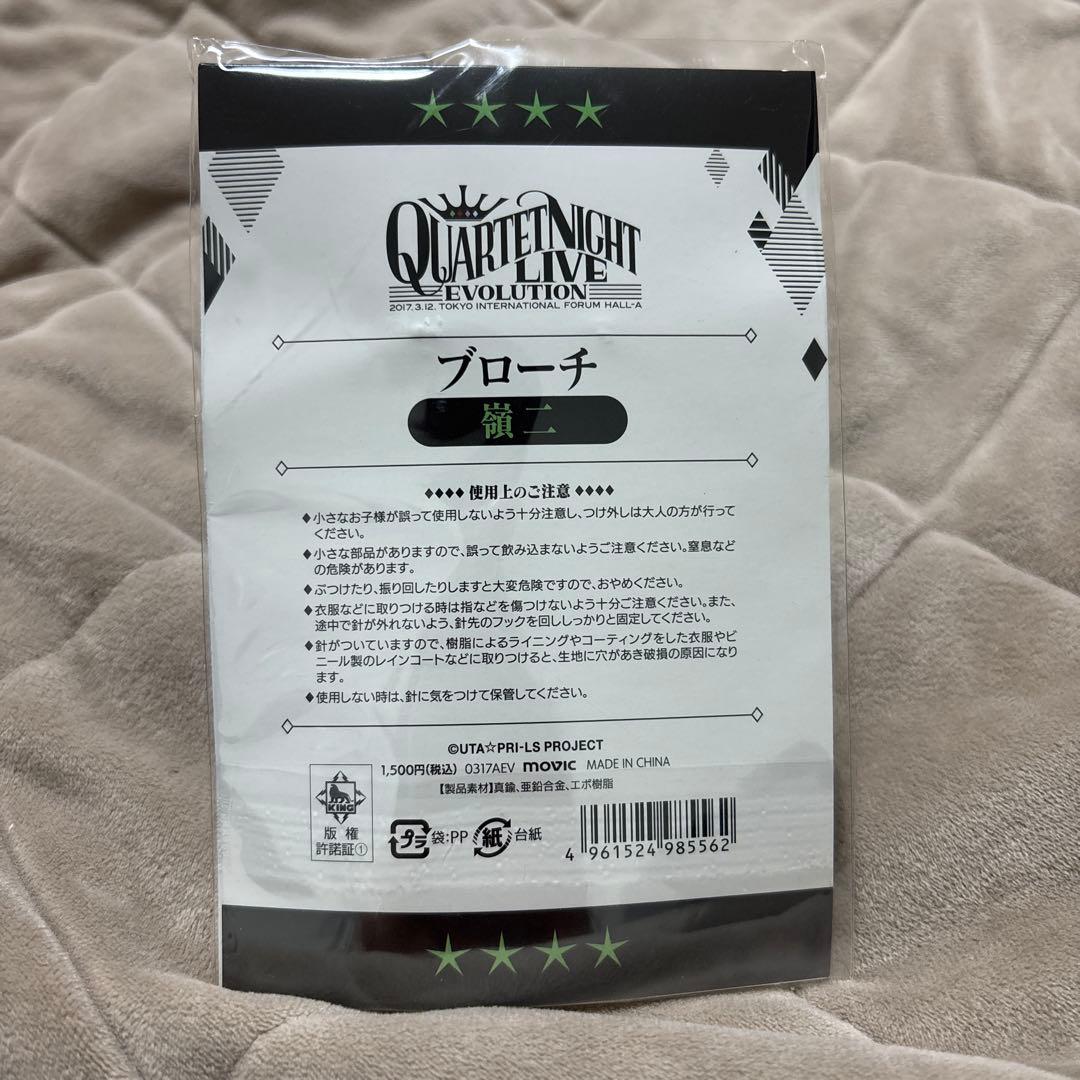 QUARTET NIGHT
LIVE
EVOLUTION
2017.3.12. TOKYO INTERNATIONAL FORUM HALL-A
ブローチ
嶺二
使用上のご注意
♦小さなお子様が誤って使用しないよう十分注意し、つけ外しは大人の方が行って
ください。
♦小さな部品がありますので、誤って飲み込まないようご注意ください。窒息など
の危険があります。
♦ぶつけたり、振り回したりしますと大変危険ですので、おやめください。
♦衣服などに取りつける時は指などを傷つけないよう十分ご注意ください。また、
途中で針が外れないよう、針先のフックを回ししっかりと固定してください。
♦針がついていますので、樹脂によるライニングやコーティングをした衣服やビ
ニール製のレインコートなどに取りつけると、生地に穴があき破損の原因になり
ます。
♦使用しない時は、針に気をつけて保管してください。
©UTA☆PRI-LS PROJECT
1,500円(税込) 0317AEV movic MADE IN CHINA
【製品素材】真鍮、亜鉛合金、エポ樹脂
KING
版権
許諾証①
プラ 袋:PP 紙 台紙
4 961524 985562